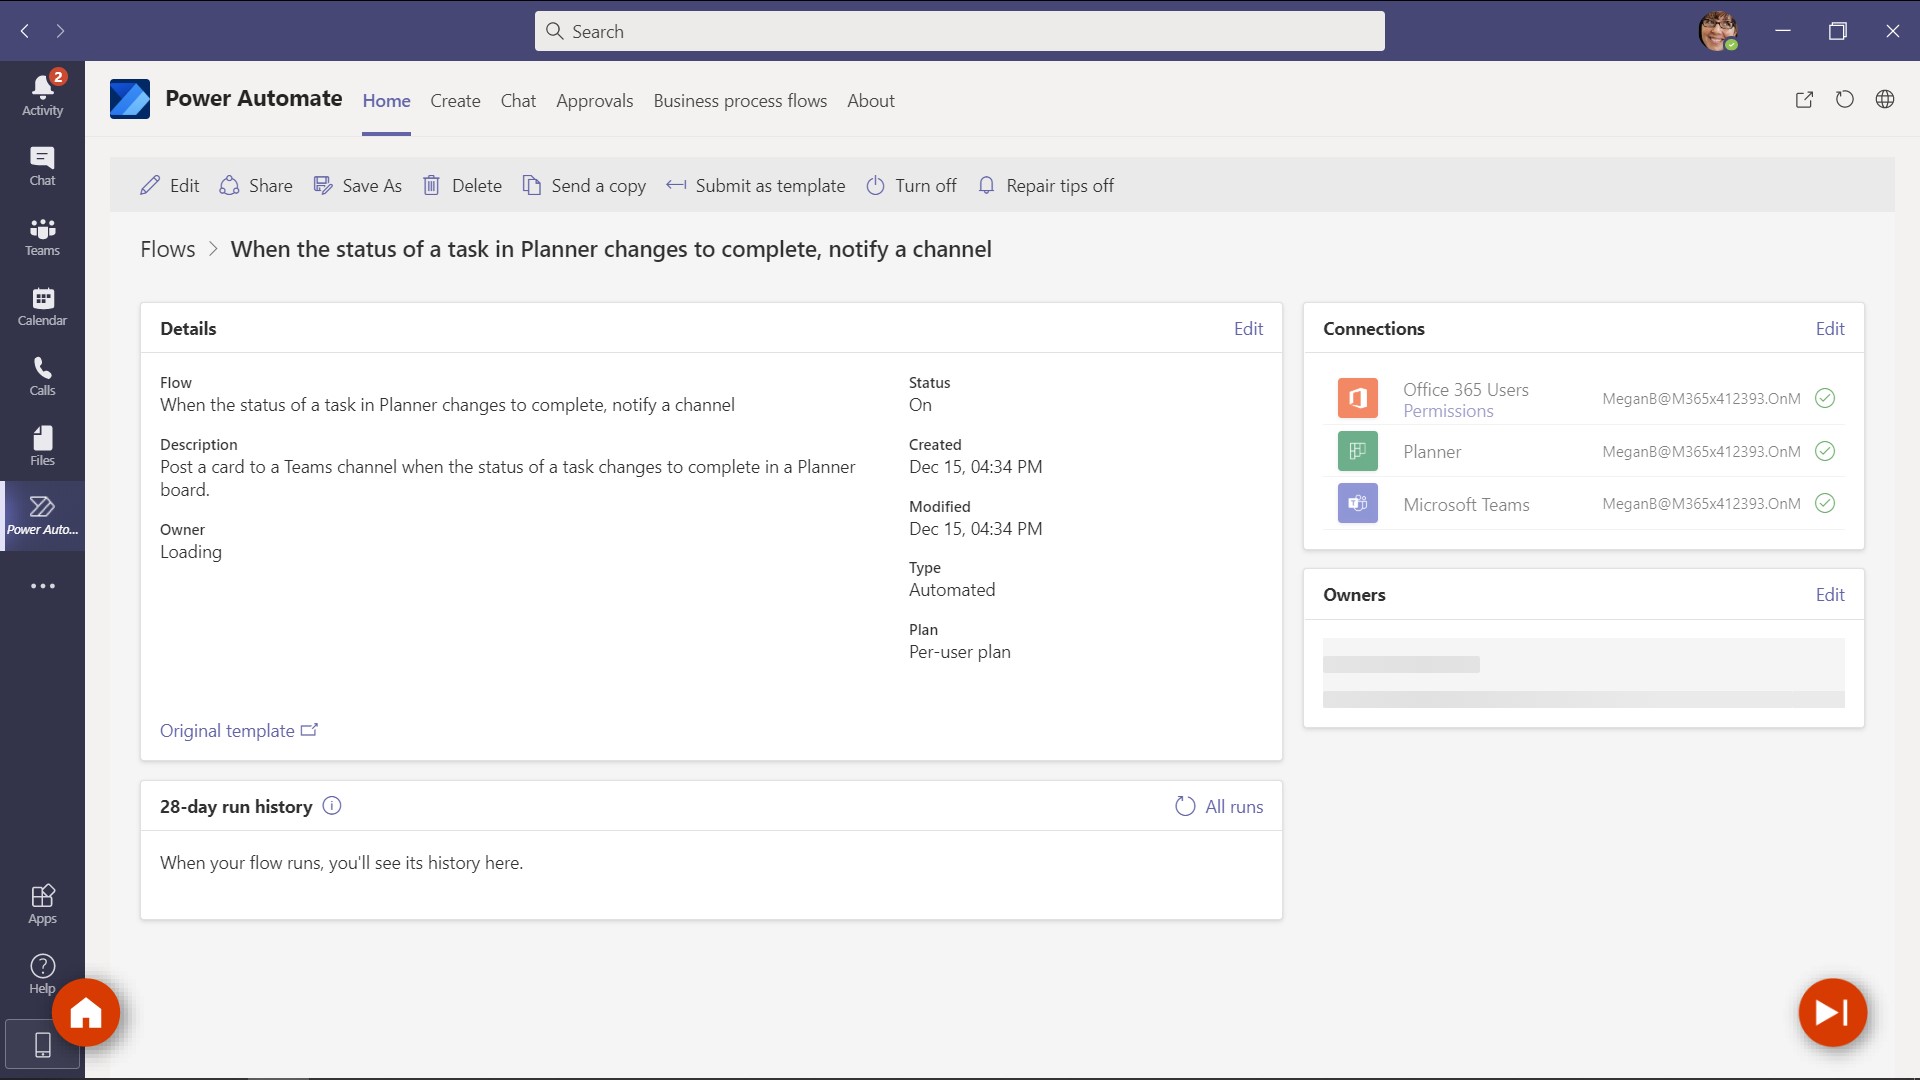 Search
2
Activity
Chat
Teams
Calendar
Calls
Files
Power Auto...
Apps
Help
Power Automate Home Create Chat Approvals Business process flows About
Edit Share Save As Delete Send a copy Submit as template Turn off Repair tips off
Flows > When the status of a task in Planner changes to complete, notify a channel
Details Edit
Flow
When the status of a task in Planner changes to complete, notify a channel
Description
Post a card to a Teams channel when the status of a task changes to complete in a Planner
board.
Owner
Loading
Status
On
Created
Dec 15, 04:34 PM
Modified
Dec 15, 04:34 PM
Type
Automated
Plan
Per-user plan
Original template
28-day run history All runs
When your flow runs, you'll see its history here.
Connections Edit
Office 365 Users
Permissions
MeganB@M365x412393.OnM
Planner MeganB@M365x412393.OnM
Microsoft Teams MeganB@M365x412393.OnM
Owners Edit